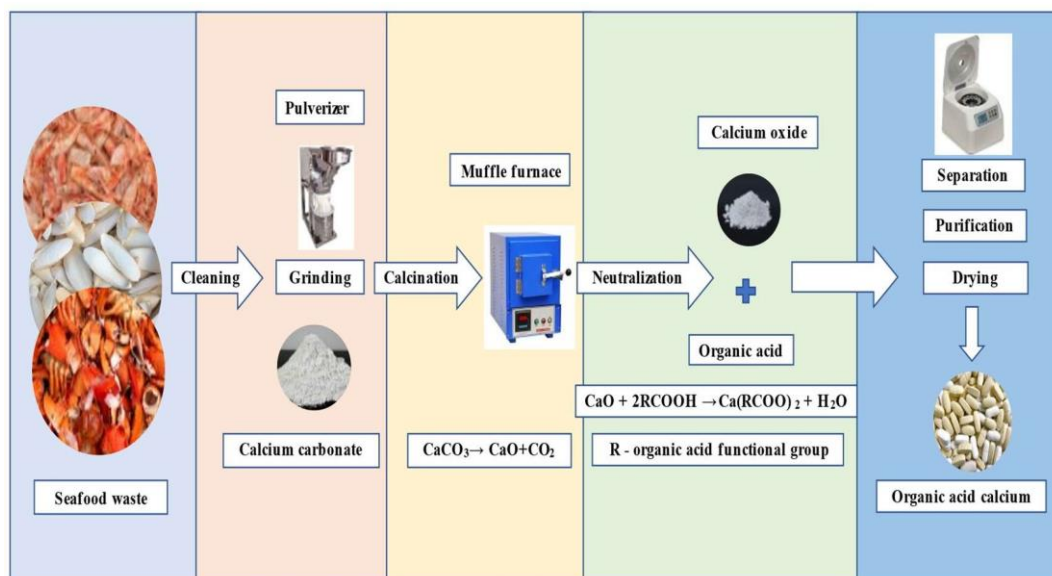 Seafood waste
Cleaning
Pulverizer
Grinding
Calcium carbonate
Calcination
Muffle furnace
CaCO₃→ CaO+CO₂
Neutralization
Calcium oxide
Organic acid
CaO + 2RCOOH →Ca(RCOO) ₂ + H₂O
R - organic acid functional group
Separation
Purification
Drying
Organic acid calcium